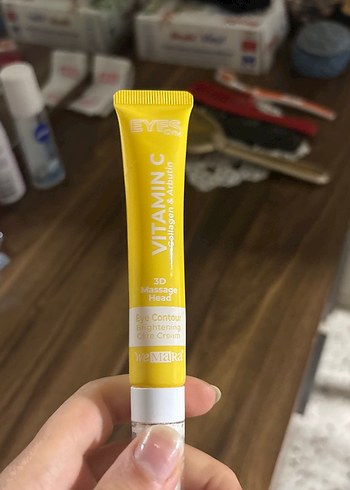 EYES
VITAMIN C
Collagen & Arbutin
3D
Massage
Head
Eye Contour
Brightening
Care Cream